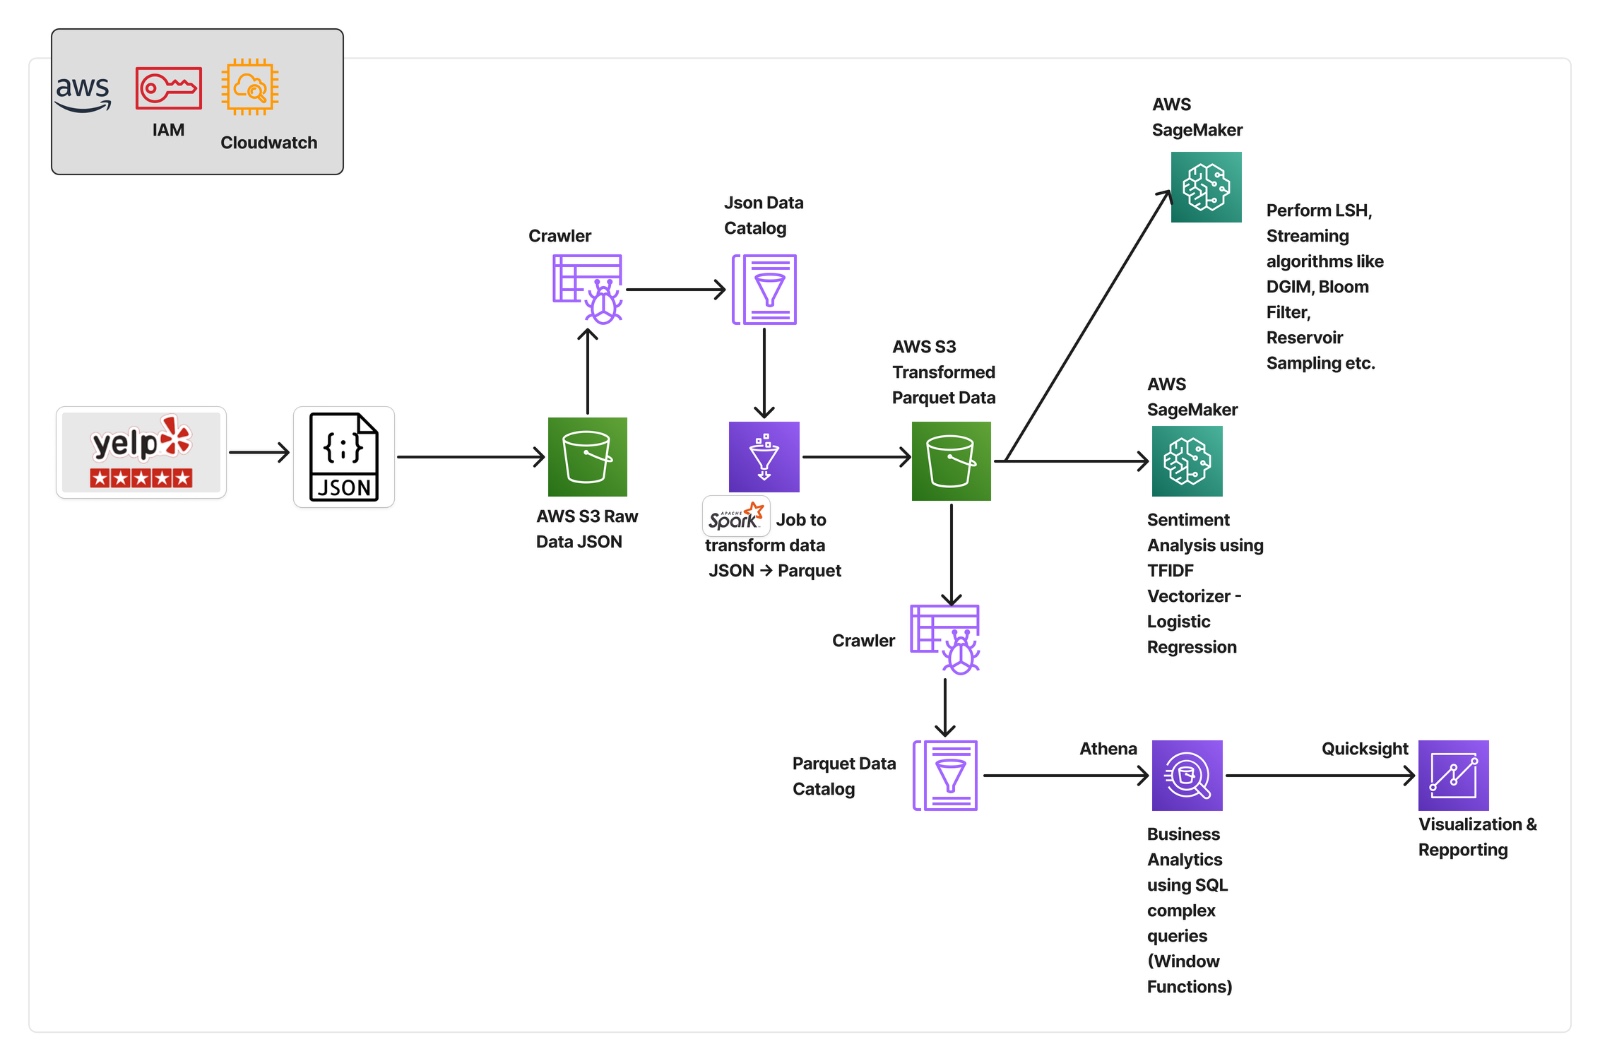 aws
IAM
Cloudwatch
AWS
SageMaker
Perform LSH,
Streaming
algorithms like
DGIM, Bloom
Filter,
Reservoir
Sampling etc.
Json Data
Catalog
Crawler
AWS S3
Transformed
Parquet Data
AWS
SageMaker
yelp
{;}
JSON
AWS S3 Raw
Data JSON
APACHE
Spark™ Job to
transform data
JSON → Parquet
Sentiment
Analysis using
TFIDF
Vectorizer -
Logistic
Regression
Crawler
Parquet Data
Catalog
Athena
Quicksight
Business
Analytics
using SQL
complex
queries
(Window
Functions)
Visualization &
Repporting